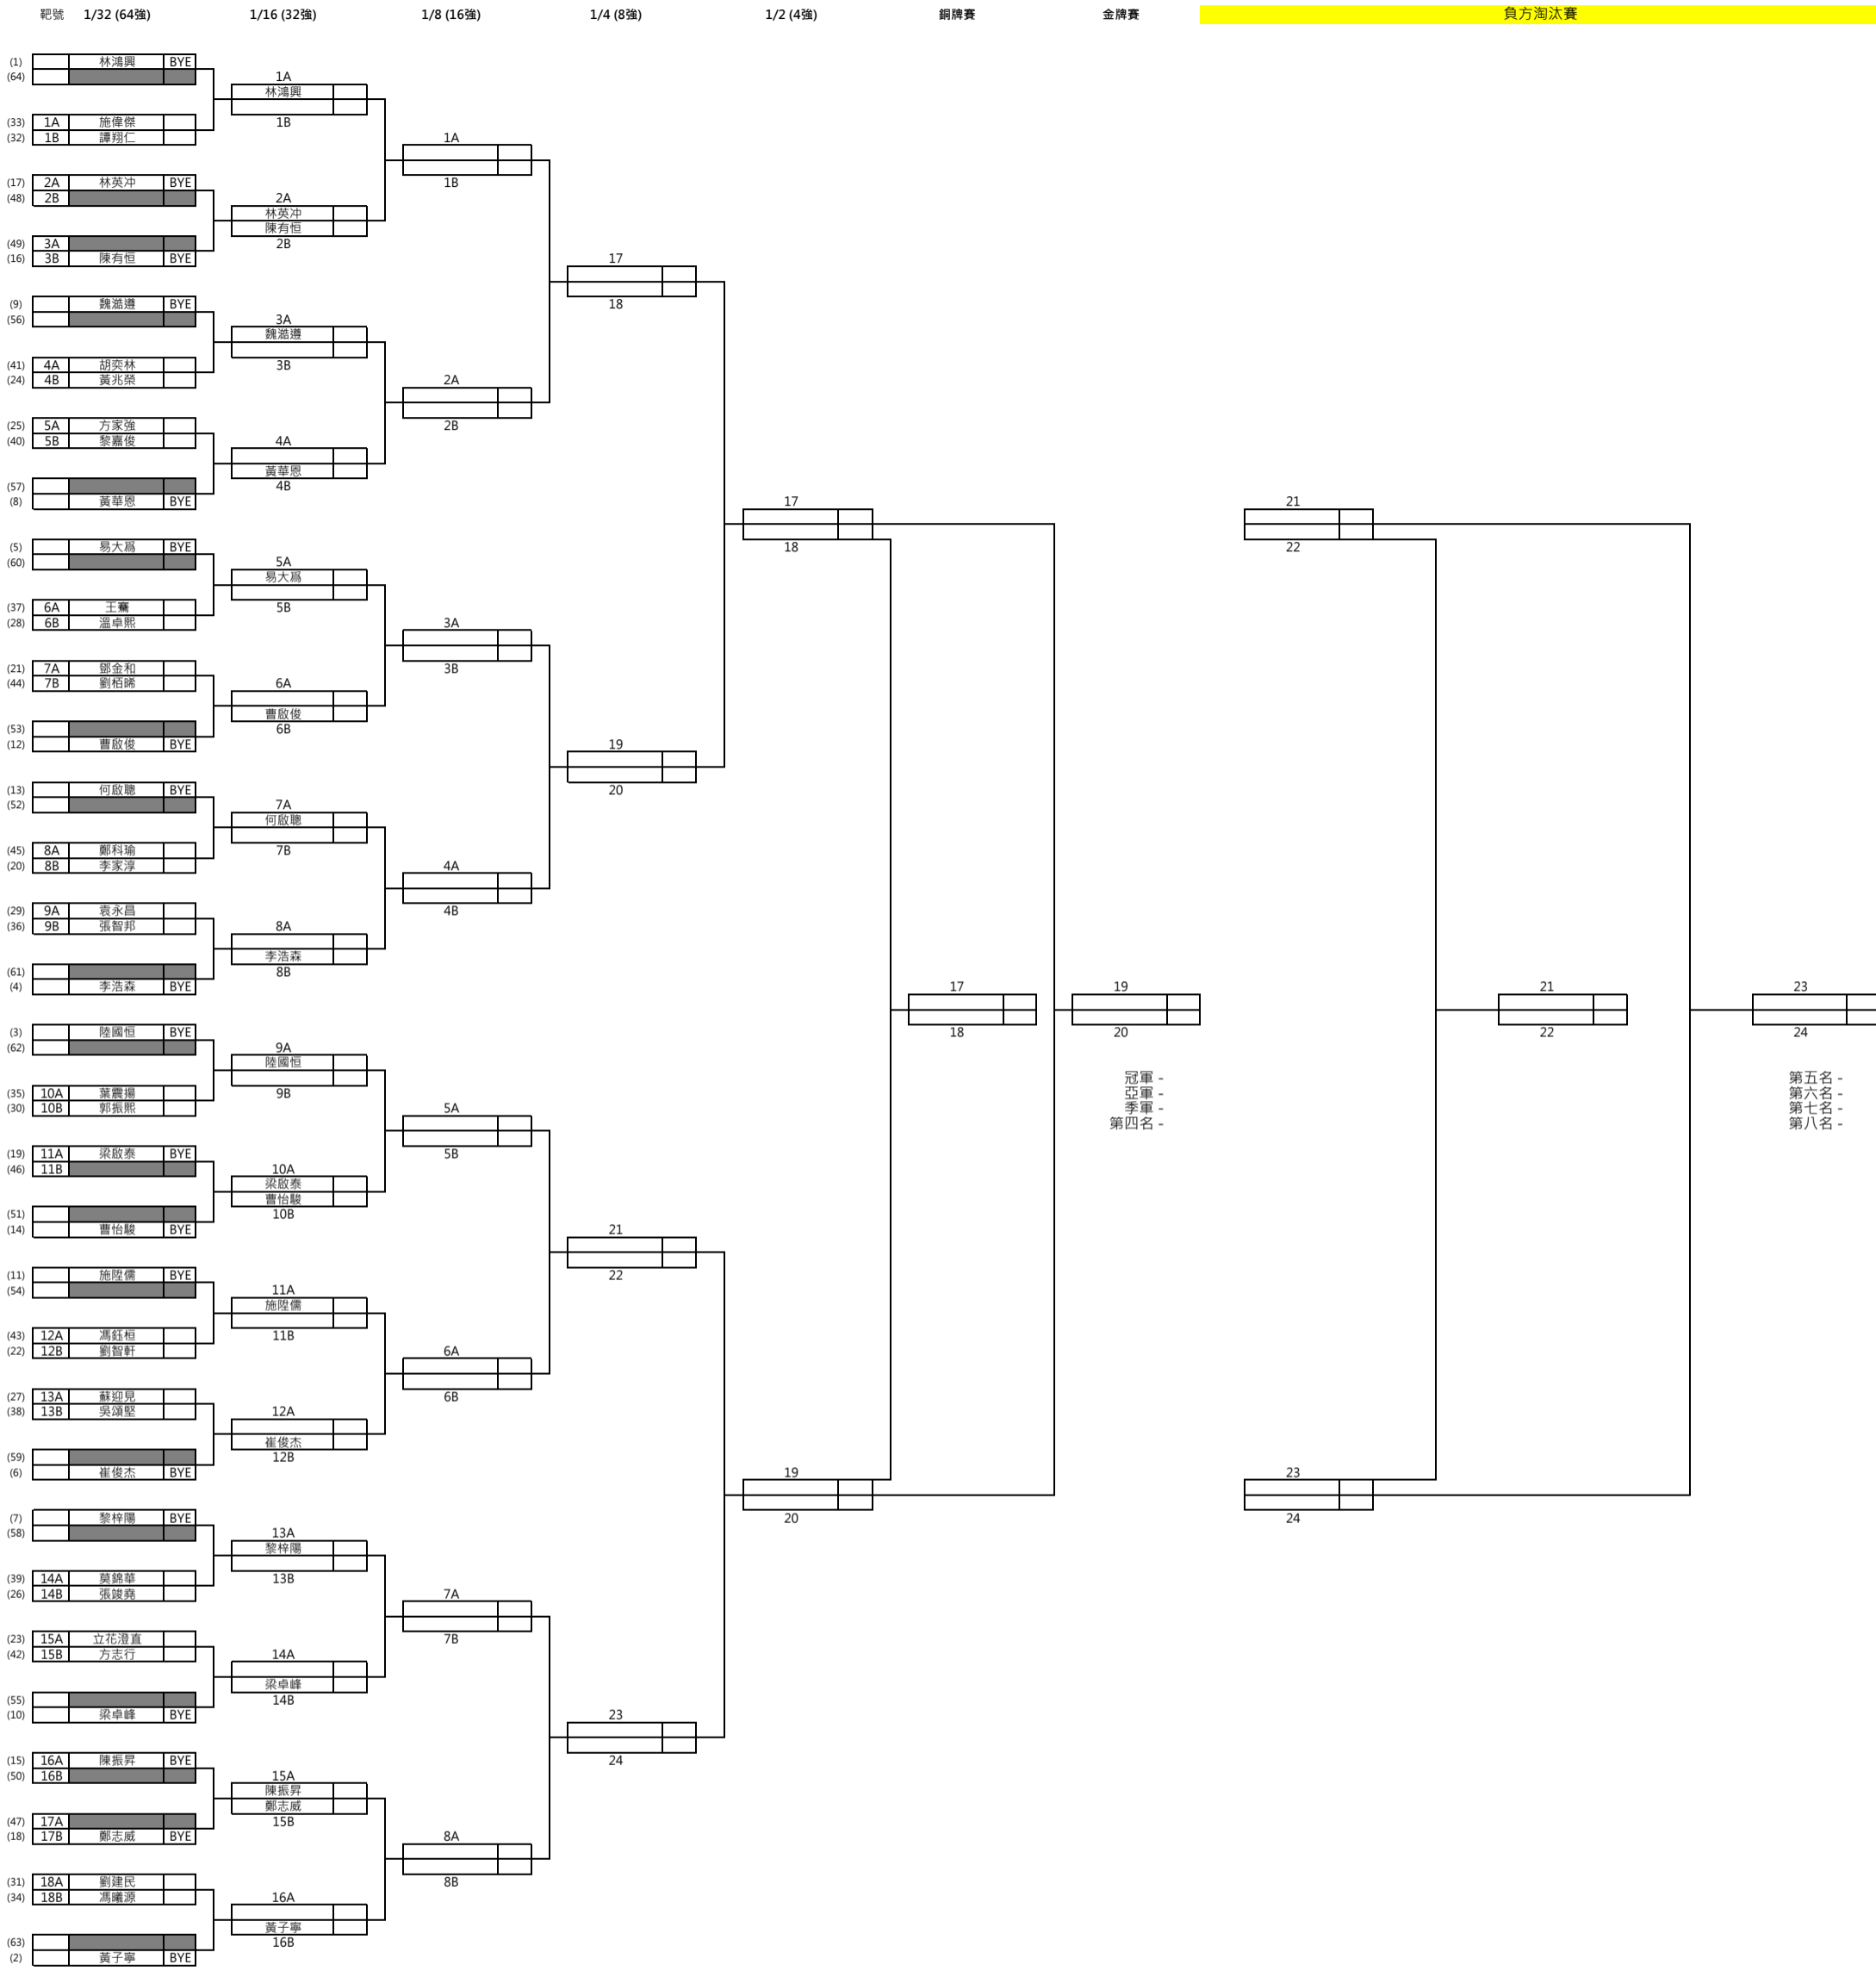 靶號 1/32 (64強) 1/16 (32強) 1/8 (16強) 1/4 (8強) 1/2 (4強) 銅牌賽 金牌賽 負方淘汰賽
(1) 林鴻興 BYE
(64)
1A
林鴻興
1B
(33) 1A 施偉傑
(32) 1B 譚翔仁
1A
1B
(17) 2A 林英冲 BYE
(48) 2B
2A
林英冲
陳有恒
2B
(49) 3A
(16) 3B 陳有恒 BYE
17
18
(9) 魏澔遵 BYE
(56)
3A
魏澔遵
3B
(41) 4A 胡奕林
(24) 4B 黃兆榮
2A
2B
(25) 5A 方家強
(40) 5B 黎嘉俊
4A
黃華恩
4B
(57)
(8) 黃華恩 BYE
17
18
21
22
(5) 易大爲 BYE
(60)
5A
易大爲
5B
(37) 6A 王騫
(28) 6B 溫卓熙
3A
3B
(21) 7A 鄧金和
(44) 7B 劉栢晞
6A
曹啟俊
6B
(53)
(12) 曹啟俊 BYE
19
20
(13) 何啟聰 BYE
(52)
7A
何啟聰
7B
(45) 8A 鄭科瑜
(20) 8B 李家淳
4A
4B
(29) 9A 袁永昌
(36) 9B 張智邦
8A
李浩森
8B
(61)
(4) 李浩森 BYE
17
18
19
20
21
22
23
24
(3) 陸國恒 BYE
(62)
9A
陸國恒
9B
冠軍 -
亞軍 -
季軍 -
第四名 -
第五名 -
第六名 -
第七名 -
第八名 -
(35) 10A 葉震揚
(30) 10B 郭振熙
5A
5B
(19) 11A 梁啟泰 BYE
(46) 11B
10A
梁啟泰
曹怡駿
10B
(51)
(14) 曹怡駿 BYE
21
22
(11) 施陞儒 BYE
(54)
11A
施陞儒
11B
(43) 12A 馮鈺桓
(22) 12B 劉智軒
6A
6B
(27) 13A 蘇迎見
(38) 13B 吳頌堅
12A
崔俊杰
12B
(59)
(6) 崔俊杰 BYE
19
20
23
24
(7) 黎梓陽 BYE
(58)
13A
黎梓陽
13B
(39) 14A 莫錦華
(26) 14B 張竣堯
7A
7B
(23) 15A 立花澄直
(42) 15B 方志行
14A
梁卓峰
14B
(55)
(10) 梁卓峰 BYE
23
24
(15) 16A 陳振昇 BYE
(50) 16B
15A
陳振昇
鄭志威
15B
(47) 17A
(18) 17B 鄭志威 BYE
8A
8B
(31) 18A 劉建民
(34) 18B 馮曦源
16A
黃子寧
16B
(63)
(2) 黃子寧 BYE